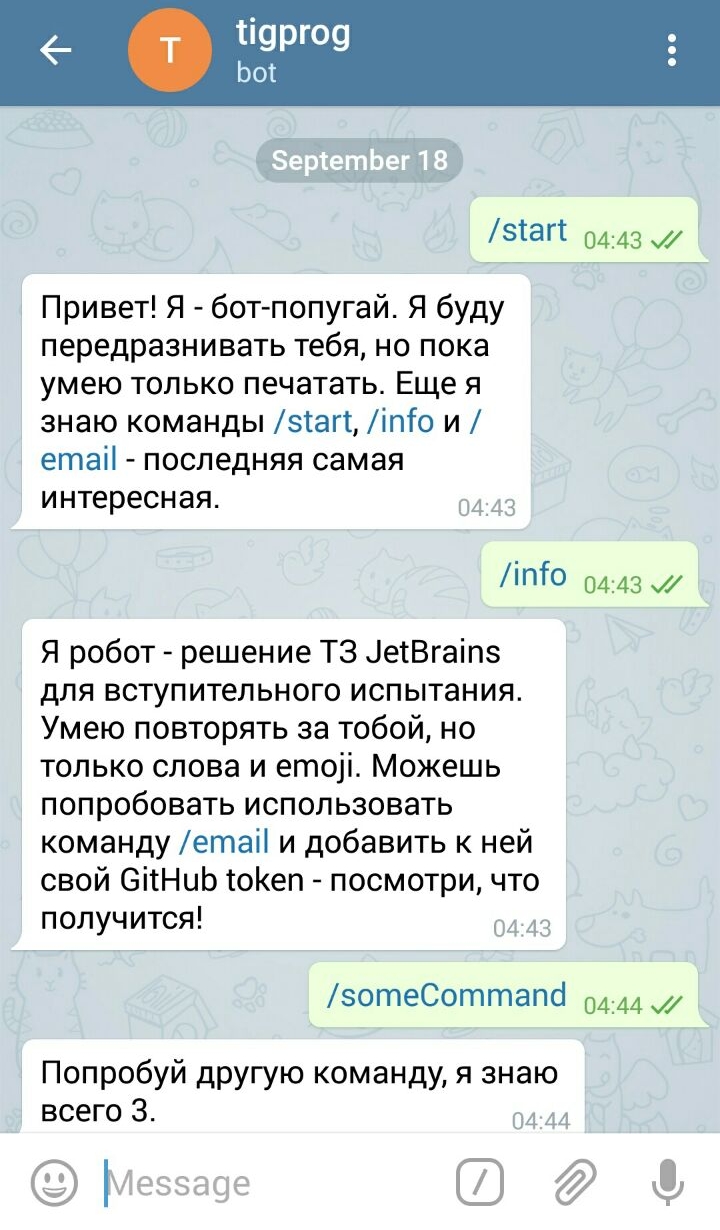 tigprog
T
bot
September 18
/start 04:43
Привет! Я - бот-попугай. Я буду
передразнивать тебя, но пока
умею только печатать. Еще я
знаю команды /start, /info и /
email - последняя самая
интересная.
04:43
/info 04:43
Я робот - решение ТЗ JetBrains
для вступительного испытания.
Умею повторять за тобой, но
только слова и emoji. Можешь
попробовать использовать
команду /email и добавить к ней
свой GitHub token - посмотри, что
получится!
04:43
/someCommand 04:44
Попробуй другую команду, я знаю
всего 3.
04:44
Message